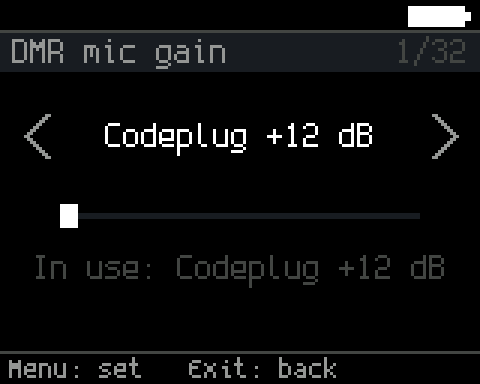 DMR mic gain 1/32
Codeplug +12 dB
In use: Codeplug +12 dB
Menu: set Exit: back